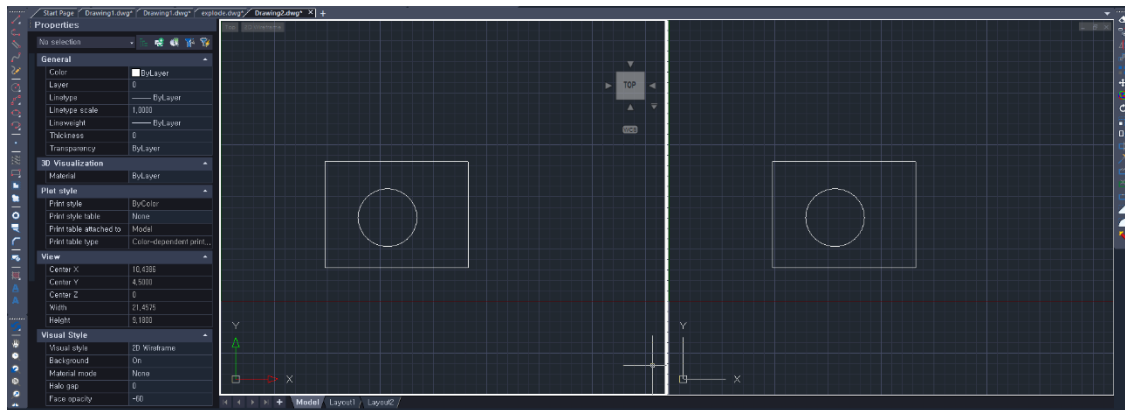 Start Page Drawing1.dwg* Drawing1.dwg* explode.dwg* Drawing2.dwg* × +
Properties
No selection
General
Color ByLayer
Layer 0
Linetype ByLayer
Linetype scale 1,0000
Lineweight ByLayer
Thickness 0
Transparency ByLayer
3D Visualization
Material ByLayer
Plot style
Print style ByColor
Print style table None
Print table attached to Model
Print table type Color-dependent print...
View
Center X 10,4386
Center Y 4,5000
Center Z 0
Width 21,4575
Height 9,1800
Visual Style
Visual style 2D Wireframe
Background On
Material mode None
Halo gap 0
Face opacity -60
TOP
WCS
Y
X
Y
X
Model Layout1 Layout2